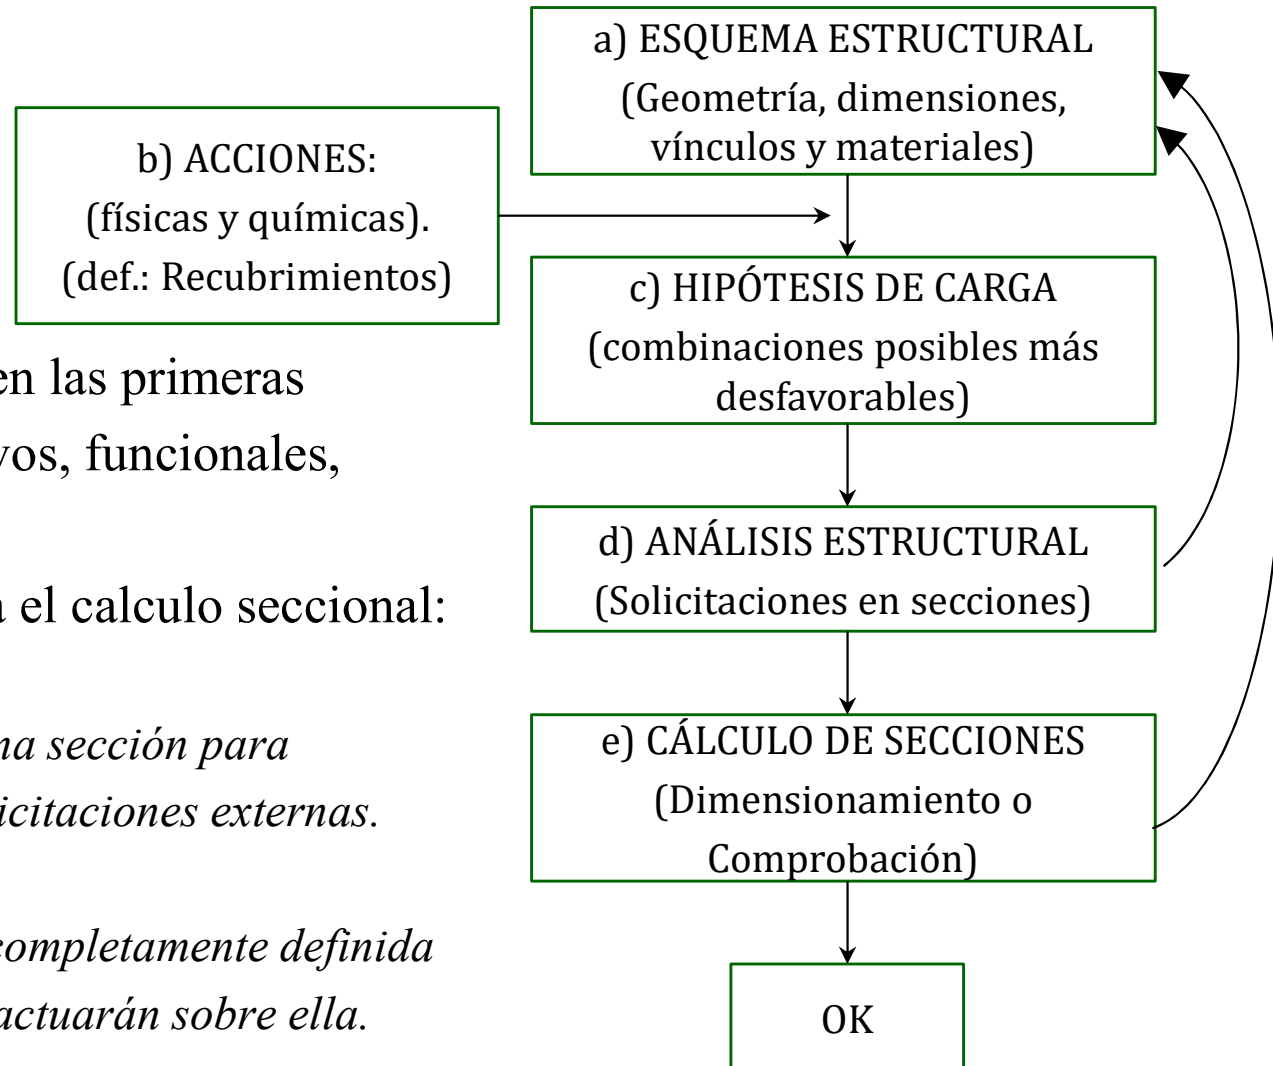 a) ESQUEMA ESTRUCTURAL
(Geometría, dimensiones,
vínculos y materiales)
b) ACCIONES:
(físicas y químicas).
(def.: Recubrimientos)
c) HIPÓTESIS DE CARGA
(combinaciones posibles más
desfavorables)
en las primeras
vos, funcionales,
d) ANÁLISIS ESTRUCTURAL
(Solicitaciones en secciones)
a el calculo seccional:
e) CÁLCULO DE SECCIONES
(Dimensionamiento o
Comprobación)
na sección para
icitaciones externas.
completamente definida
actuarán sobre ella.
OK